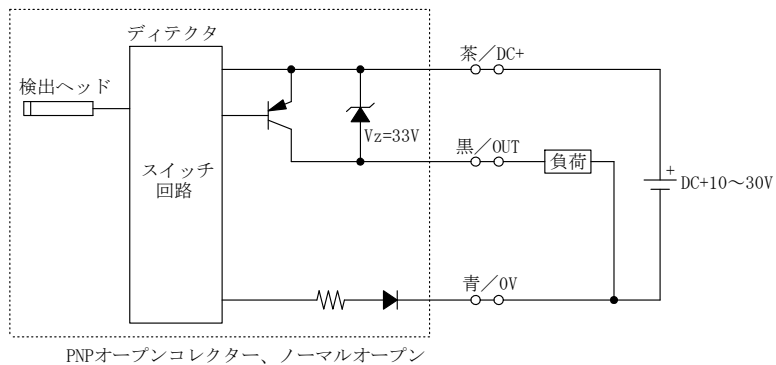 ディテクタ
茶／DC+
検出ヘッド
Vz=33V
黒／OUT
スイッチ
回路
負荷
+
DC+10～30V
青／0V
PNPオープンコレクター、ノーマルオープン